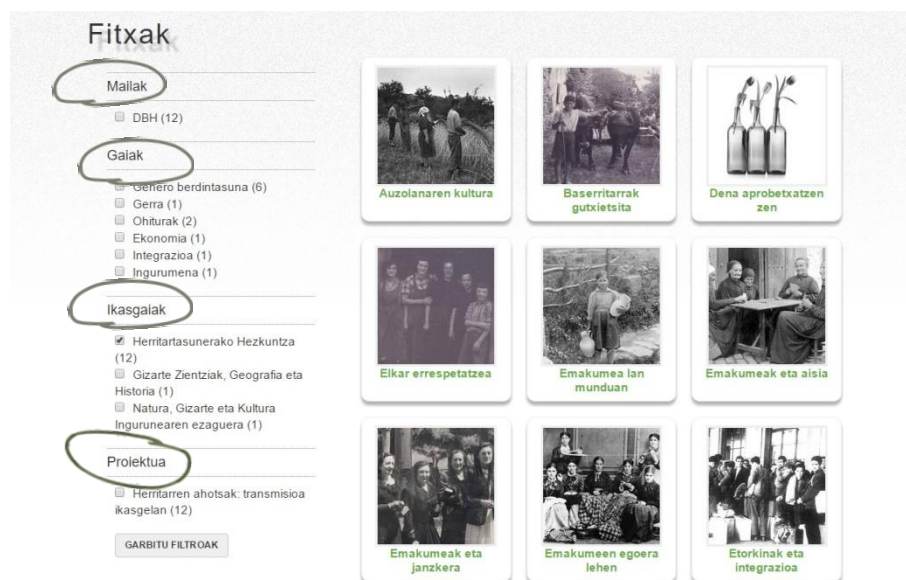 Fitxak
Mailak
DBH (12)
Gaiak
Genero berdintasuna (6)
Gerra (1)
Ohiturak (2)
Ekonomia (1)
Integrazioa (1)
Ingurumena (1)
Ikasgaiak
Herritartasunerako Hezkuntza
(12)
Gizarte Zientziak, Geografia eta
Historia (1)
Natura, Gizarte eta Kultura
Ingurunearen ezaguera (1)
Proiektua
Herritarren ahotsak: transmisioa
ikasgelan (12)
GARBITU FILTROAK
Auzolanaren kultura
Baserritarrak
gutxietsita
Dena aprobetxatzen
zen
Elkar errespetatzea
Emakumea lan
munduan
Emakumeak eta aisia
Emakumeak eta
janzkera
Emakumeen egoera
lehen
Etorkinak eta
integrazioa